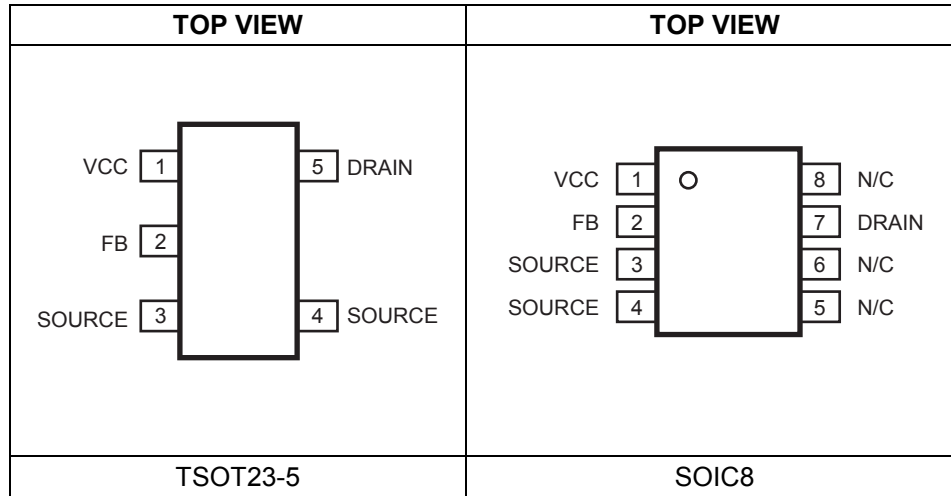 TOP VIEW
TOP VIEW
VCC 1
5 DRAIN
FB 2
SOURCE 3
4 SOURCE
VCC 1
8 N/C
FB 2
7 DRAIN
SOURCE 3
6 N/C
SOURCE 4
5 N/C
TSOT23-5
SOIC8